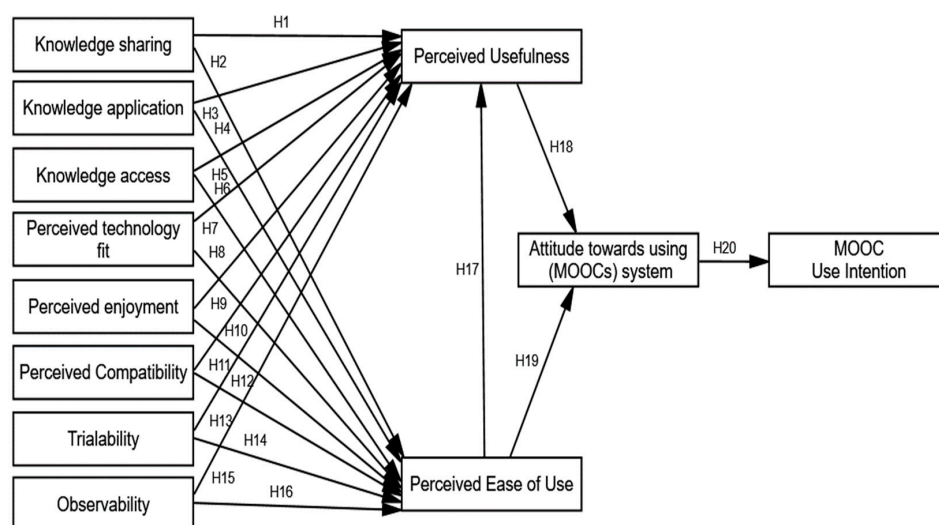 Knowledge sharing
Knowledge application
Knowledge access
Perceived technology
fit
Perceived enjoyment
Perceived Compatibility
Trialability
Observability
H1
H2
H3
H4
H5
H6
H7
H8
H9
H10
H11
H12
H13
H14
H15
H16
Perceived Usefulness
H17
Perceived Ease of Use
H18
H19
Attitude towards using
(MOOCs) system
H20
MOOC
Use Intention